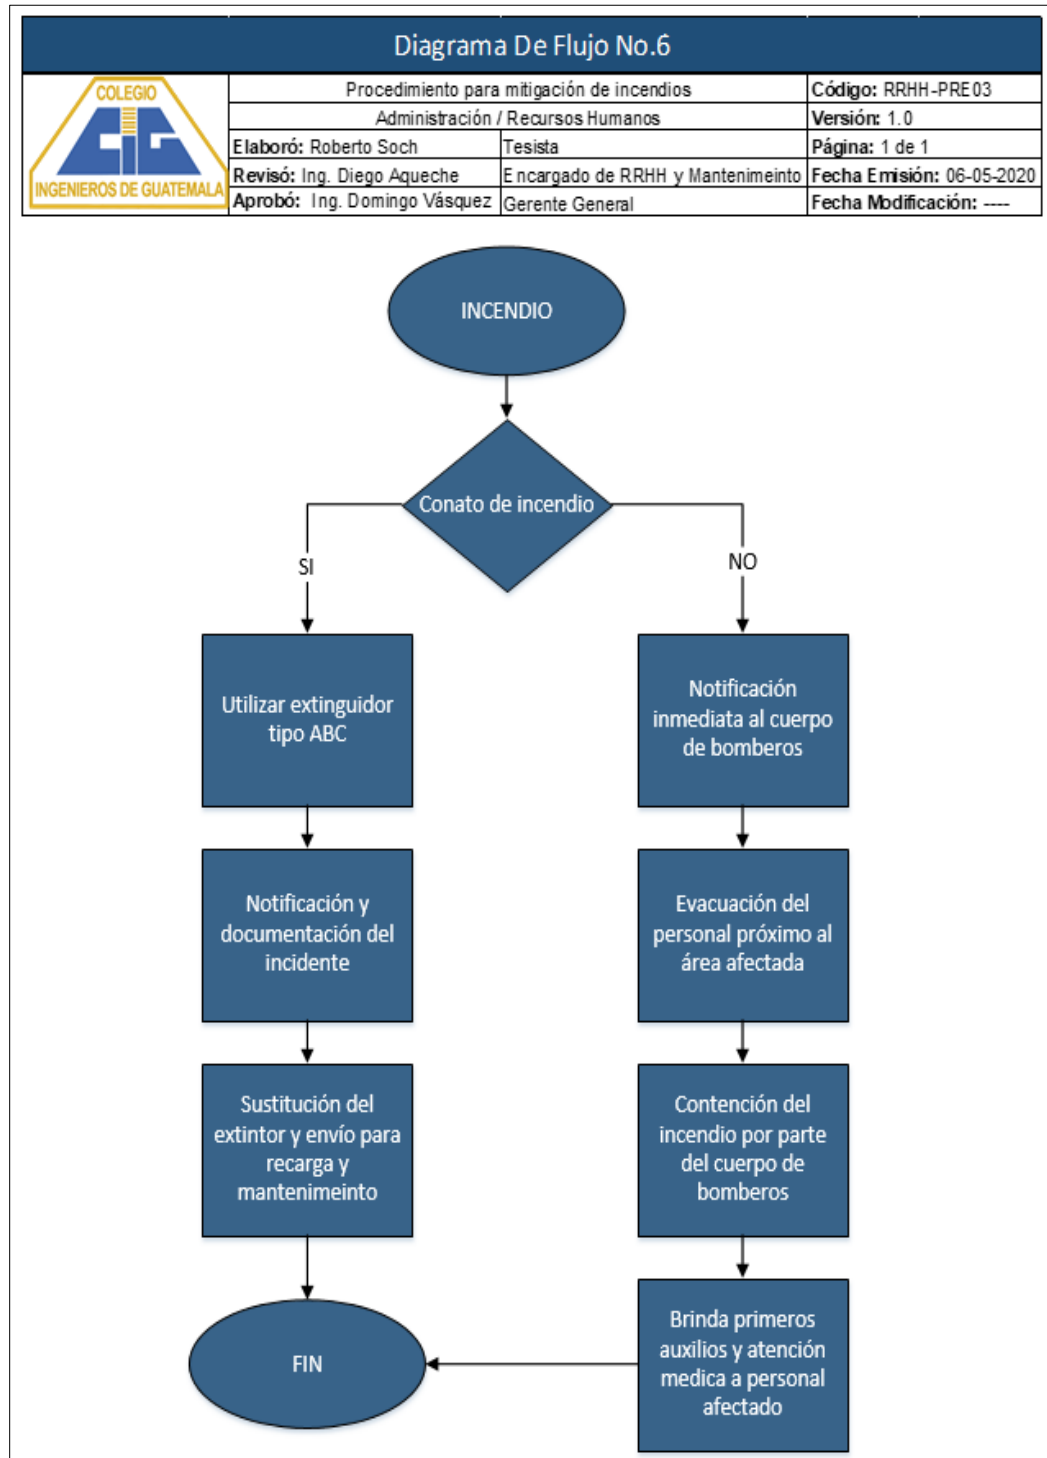 Diagrama De Flujo No.6
COLEGIO
CIG
INGENIEROS DE GUATEMALA
Procedimiento para mitigación de incendios
Código: RRHH-PRE03
Administración / Recursos Humanos
Versión: 1.0
Elaboró: Roberto Soch
Tesista
Página: 1 de 1
Revisó: Ing. Diego Aqueche
Encargado de RRHH y Mantenimeinto
Fecha Emisión: 06-05-2020
Aprobó: Ing. Domingo Vásquez
Gerente General
Fecha Modificación: ----
INCENDIO
Conato de incendio
SI
NO
Utilizar extinguidor
tipo ABC
Notificación
inmediata al cuerpo
de bomberos
Notificación y
documentación del
incidente
Evacuación del
personal próximo al
área afectada
Sustitución del
extintor y envío para
recarga y
mantenimeinto
Contención del
incendio por parte
del cuerpo de
bomberos
FIN
Brinda primeros
auxilios y atención
medica a personal
afectado